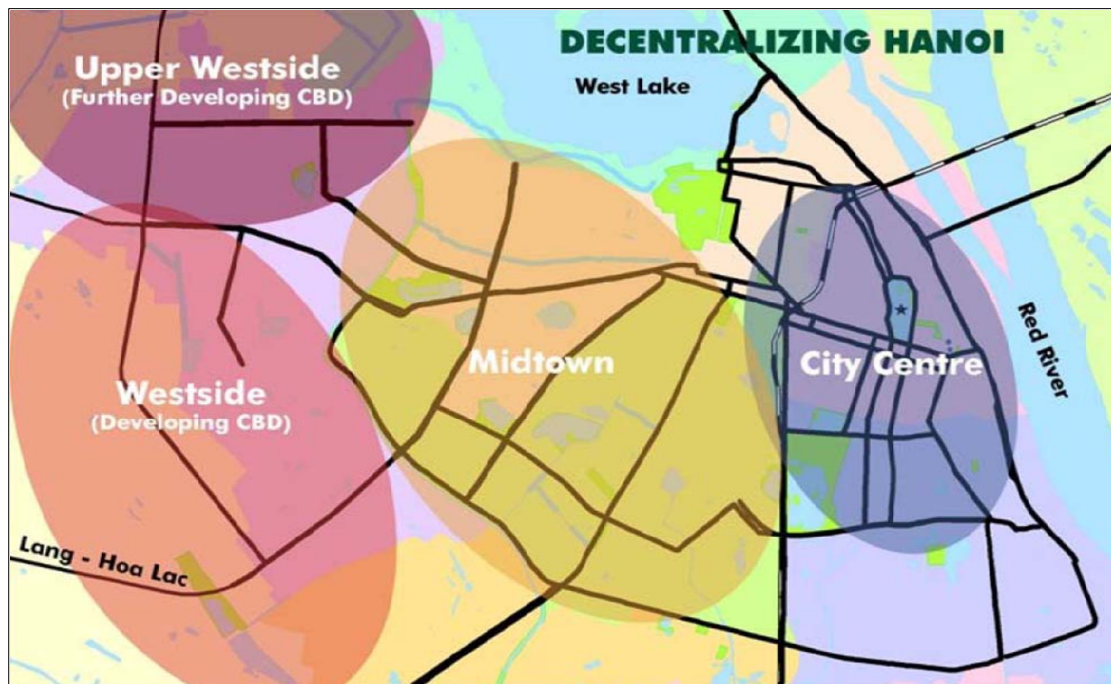 DECENTRALIZING HANOI
Upper Westside
(Further Developing CBD)
West Lake
Red River
Midtown
City Centre
Westside
(Developing CBD)
Lang - Hoa Lac